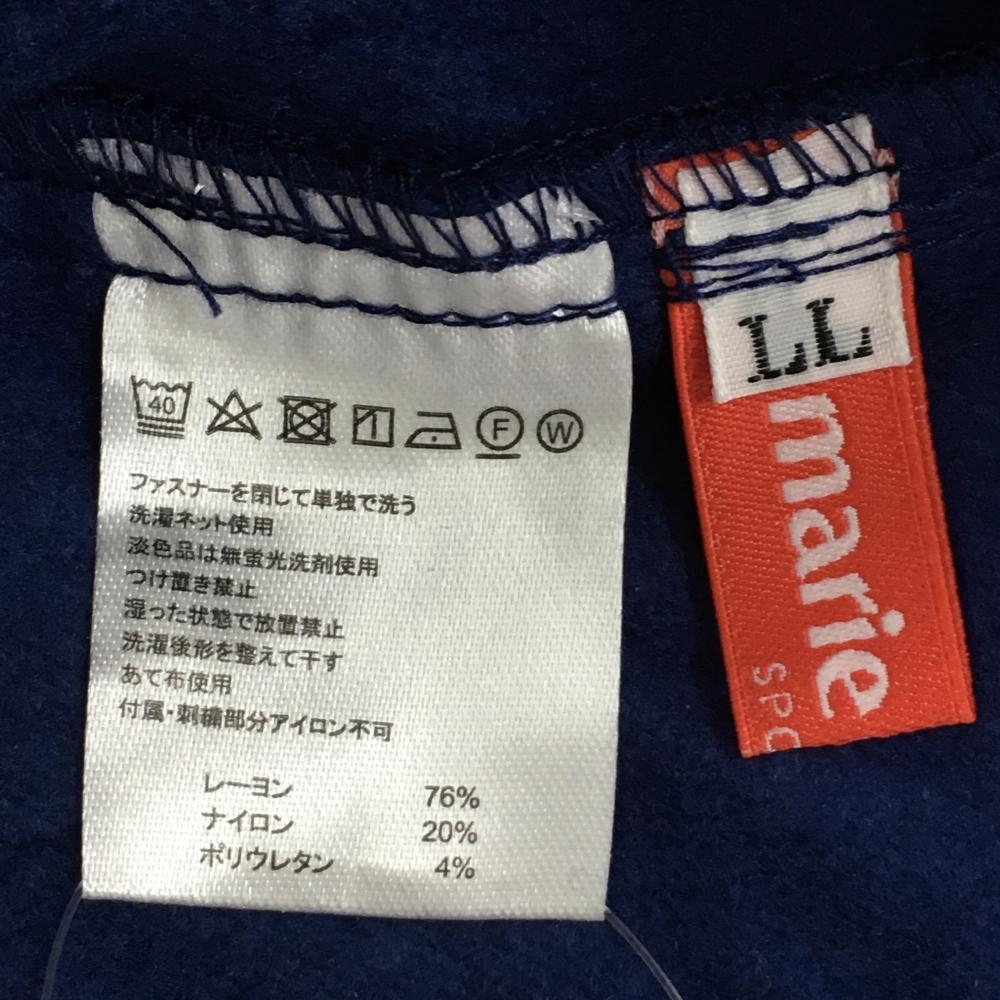 40 F W
ファスナーを閉じて単独で洗う
洗濯ネット使用
淡色品は無蛍光洗剤使用
つけ置き禁止
湿った状態で放置禁止
洗濯後形を整えて干す
あて布使用
付属・刺繍部分アイロン不可
レーヨン 76%
ナイロン 20%
ポリウレタン 4%
LL
marie
SPO